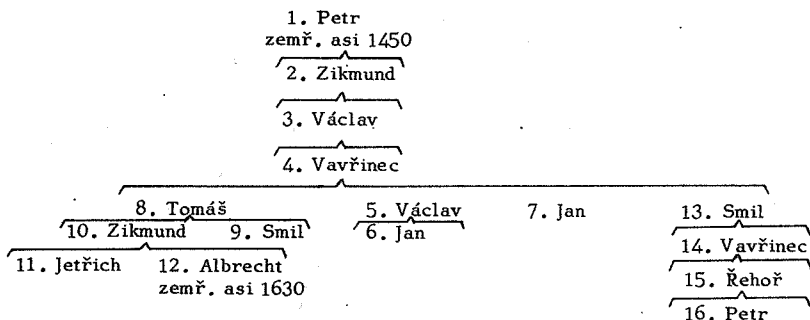 1. Petr
zemř. asi 1450
2. Zikmund
3. Václav
4. Vavřinec
8. Tomáš 5. Václav 7. Jan 13. Smil
10. Zikmund 9. Smil 6. Jan 14. Vavřinec
11. Jetřich 12. Albrecht 15. Řehoř
zemř. asi 1630
16. Petr